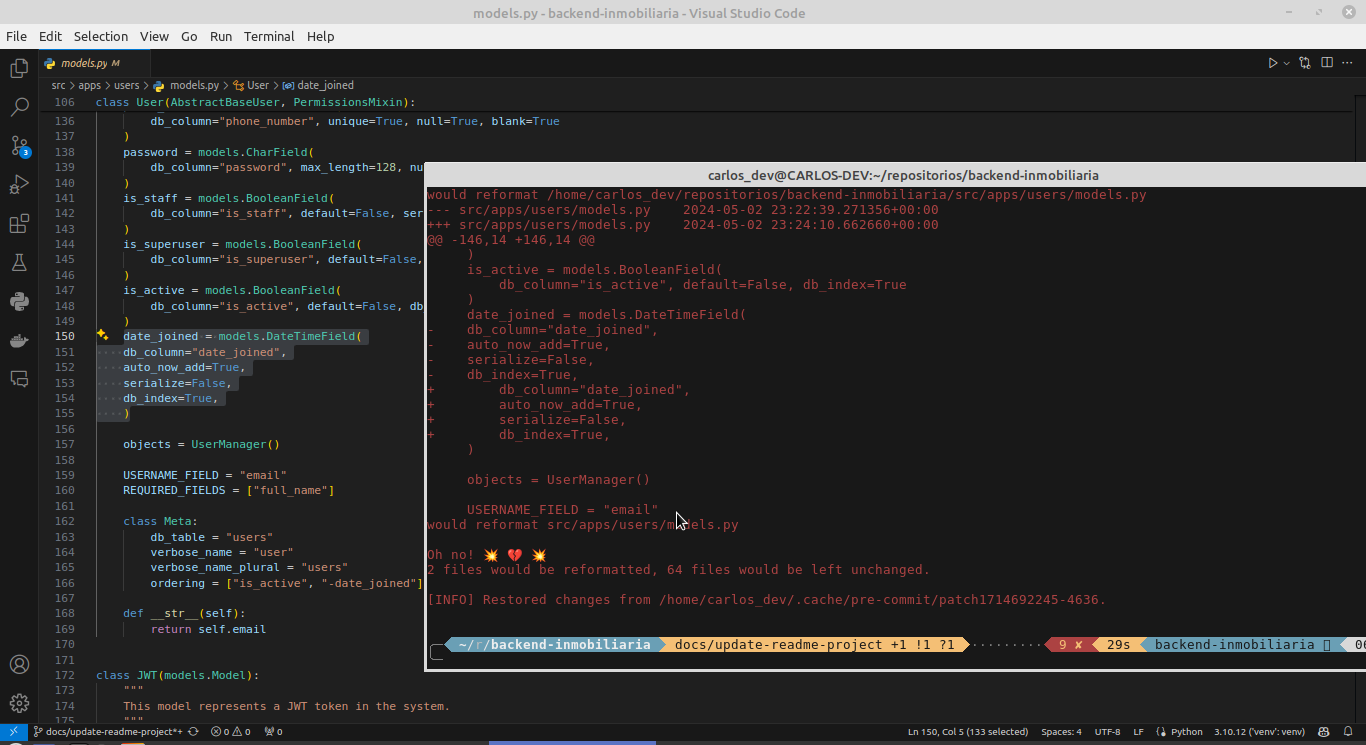 models.py - backend-inmobiliaria - Visual Studio Code
File Edit Selection View Go Run Terminal Help
models.py M
src > apps > users > models.py > User > date_joined
106 class User(AbstractBaseUser, PermissionsMixin):
136 db_column="phone_number", unique=True, null=True, blank=True
137 )
138 password = models.CharField(
139 db_column="password", max_length=128, nu
140 )
141 is_staff = models.BooleanField(
142 db_column="is_staff", default=False, ser
143 )
144 is_superuser = models.BooleanField(
145 db_column="is_superuser", default=False,
146 )
147 is_active = models.BooleanField(
148 db_column="is_active", default=False, db
149 )
150 date_joined = models.DateTimeField(
151 db_column="date_joined",
152 auto_now_add=True,
153 serialize=False,
154 db_index=True,
155 )
156
157 objects = UserManager()
158
159 USERNAME_FIELD = "email"
160 REQUIRED_FIELDS = ["full_name"]
161
162 class Meta:
163 db_table = "users"
164 verbose_name = "user"
165 verbose_name_plural = "users"
166 ordering = ["is_active", "-date_joined"]
167
168 def __str__(self):
169 return self.email
170
171
172 class JWT(models.Model):
173 """
174 This model represents a JWT token in the system.
175 """
carlos_dev@CARLOS-DEV:~/repositorios/backend-inmobiliaria
would reformat /home/carlos_dev/repositorios/backend-inmobiliaria/src/apps/users/models.py
--- src/apps/users/models.py 2024-05-02 23:22:39.271356+00:00
+++ src/apps/users/models.py 2024-05-02 23:24:10.662660+00:00
@@ -146,14 +146,14 @@
)
is_active = models.BooleanField(
db_column="is_active", default=False, db_index=True
)
date_joined = models.DateTimeField(
- db_column="date_joined",
- auto_now_add=True,
- serialize=False,
- db_index=True,
+ db_column="date_joined",
+ auto_now_add=True,
+ serialize=False,
+ db_index=True,
)
objects = UserManager()
USERNAME_FIELD = "email"
would reformat src/apps/users/models.py
Oh no! 💥 💔 💥
2 files would be reformatted, 64 files would be left unchanged.
[INFO] Restored changes from /home/carlos_dev/.cache/pre-commit/patch1714692245-4636.
~/r/backend-inmobiliaria docs/update-readme-project +1 !1 ?1 9 ✘ 29s backend-inmobiliaria
3
docs/update-readme-project*+ 0 0 0 Ln 150, Col 5 (133 selected) Spaces: 4 UTF-8 LF Python 3.10.12 ('venv': venv)